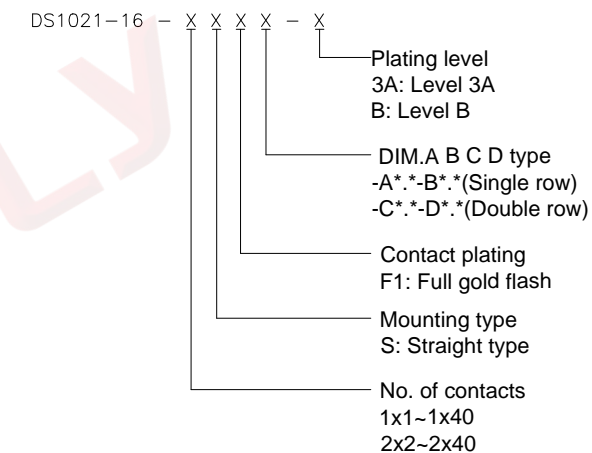 DS1021-16 - X X X X - X
Plating level
3A: Level 3A
B: Level B
DIM.A B C D type
-A*.*-B*.*(Single row)
-C*.*-D*.*(Double row)
Contact plating
F1: Full gold flash
Mounting type
S: Straight type
No. of contacts
1x1~1x40
2x2~2x40
Ly